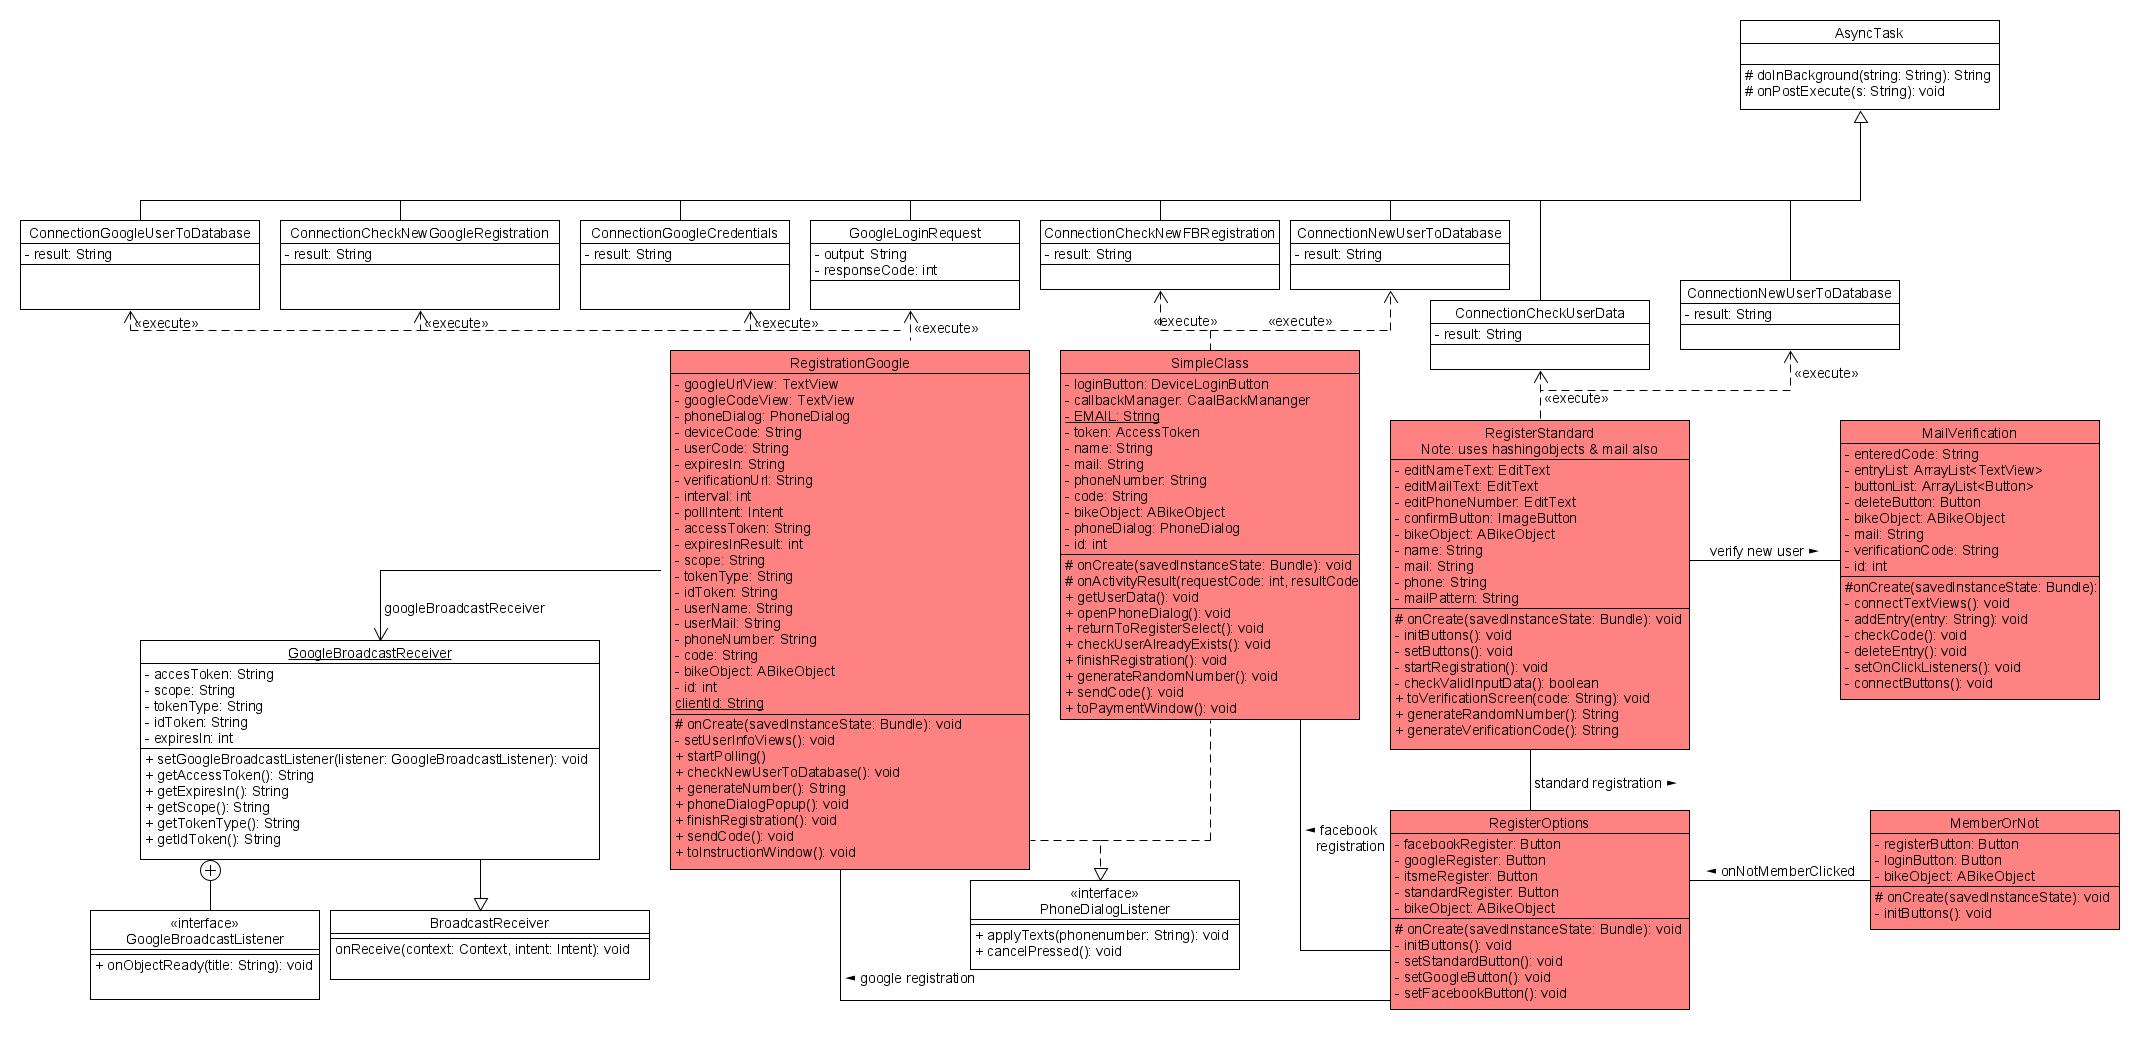 AsyncTask
# doInBackground(string: String): String
# onPostExecute(s: String): void
ConnectionGoogleUserToDatabase
- result: String
ConnectionCheckNewGoogleRegistration
- result: String
ConnectionGoogleCredentials
- result: String
GoogleLoginRequest
- output: String
- responseCode: int
ConnectionCheckNewFBRegistration
- result: String
ConnectionNewUserToDatabase
- result: String
ConnectionCheckUserData
- result: String
ConnectionNewUserToDatabase
- result: String
«execute»
«execute»
«execute»
«execute»
«execute»
«execute»
«execute»
«execute»
RegistrationGoogle
- googleUrlView: TextView
- googleCodeView: TextView
- phoneDialog: PhoneDialog
- deviceCode: String
- userCode: String
- expiresIn: String
- verificationUrl: String
- interval: int
- pollIntent: Intent
- accessToken: String
- expiresInResult: int
- scope: String
- tokenType: String
- idToken: String
- userName: String
- userMail: String
- phoneNumber: String
- code: String
- bikeObject: ABikeObject
- id: int
clientId: String
# onCreate(savedInstanceState: Bundle): void
- setUserInfoViews(): void
+ startPolling()
+ checkNewUserToDatabase(): void
+ generateNumber(): String
+ phoneDialogPopup(): void
+ finishRegistration(): void
+ sendCode(): void
+ toInstructionWindow(): void
SimpleClass
- loginButton: DeviceLoginButton
- callbackManager: CaalBackMananger
- EMAIL: String
- token: AccessToken
- name: String
- mail: String
- phoneNumber: String
- code: String
- bikeObject: ABikeObject
- phoneDialog: PhoneDialog
- id: int
# onCreate(savedInstanceState: Bundle): void
# onActivityResult(requestCode: int, resultCode
+ getUserData(): void
+ openPhoneDialog(): void
+ returnToRegisterSelect(): void
+ checkUserAlreadyExists(): void
+ finishRegistration(): void
+ generateRandomNumber(): void
+ sendCode(): void
+ toPaymentWindow(): void
RegisterStandard
Note: uses hashingobjects & mail also
- editNameText: EditText
- editMailText: EditText
- editPhoneNumber: EditText
- confirmButton: ImageButton
- bikeObject: ABikeObject
- name: String
- mail: String
- phone: String
- mailPattern: String
# onCreate(savedInstanceState: Bundle): void
- initButtons(): void
- setButtons(): void
- startRegistration(): void
- checkValidInputData(): boolean
+ toVerificationScreen(code: String): void
+ generateRandomNumber(): String
+ generateVerificationCode(): String
verify new user ►
MailVerification
- enteredCode: String
- entryList: ArrayList<TextView>
- buttonList: ArrayList<Button>
- deleteButton: Button
- bikeObject: ABikeObject
- mail: String
- verificationCode: String
- id: int
#onCreate(savedInstanceState: Bundle):
- connectTextViews(): void
- addEntry(entry: String): void
- checkCode(): void
- deleteEntry(): void
- setOnClickListeners(): void
- connectButtons(): void
googleBroadcastReceiver
GoogleBroadcastReceiver
- accesToken: String
- scope: String
- tokenType: String
- idToken: String
- expiresIn: int
+ setGoogleBroadcastListener(listener: GoogleBroadcastListener): void
+ getAccessToken(): String
+ getExpiresIn(): String
+ getScope(): String
+ getTokenType(): String
+ getIdToken(): String
«interface»
GoogleBroadcastListener
+ onObjectReady(title: String): void
BroadcastReceiver
onReceive(context: Context, intent: Intent): void
«interface»
PhoneDialogListener
+ applyTexts(phonenumber: String): void
+ cancelPressed(): void
standard registration ►
◄ facebook
registration
◄ google registration
RegisterOptions
- facebookRegister: Button
- googleRegister: Button
- itsmeRegister: Button
- standardRegister: Button
- bikeObject: ABikeObject
# onCreate(savedInstanceState: Bundle): void
- initButtons(): void
- setStandardButton(): void
- setGoogleButton(): void
- setFacebookButton(): void
◄ onNotMemberClicked
MemberOrNot
- registerButton: Button
- loginButton: Button
- bikeObject: ABikeObject
# onCreate(savedInstanceState): void
- initButtons(): void